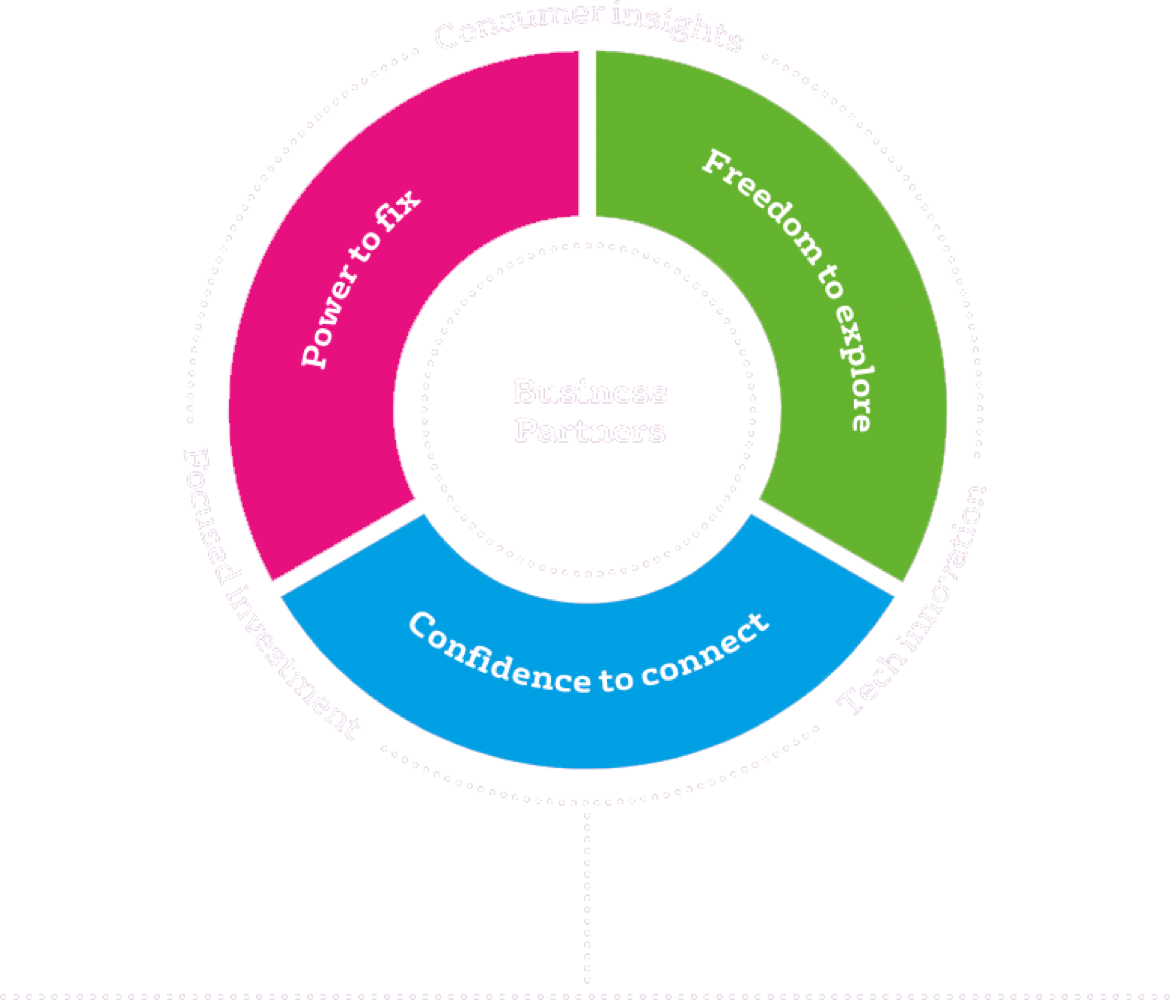 Consumer insights
Power to fix
Freedom to explore
Business
Partners
Confidence to connect
Focused investment
Tech innovation